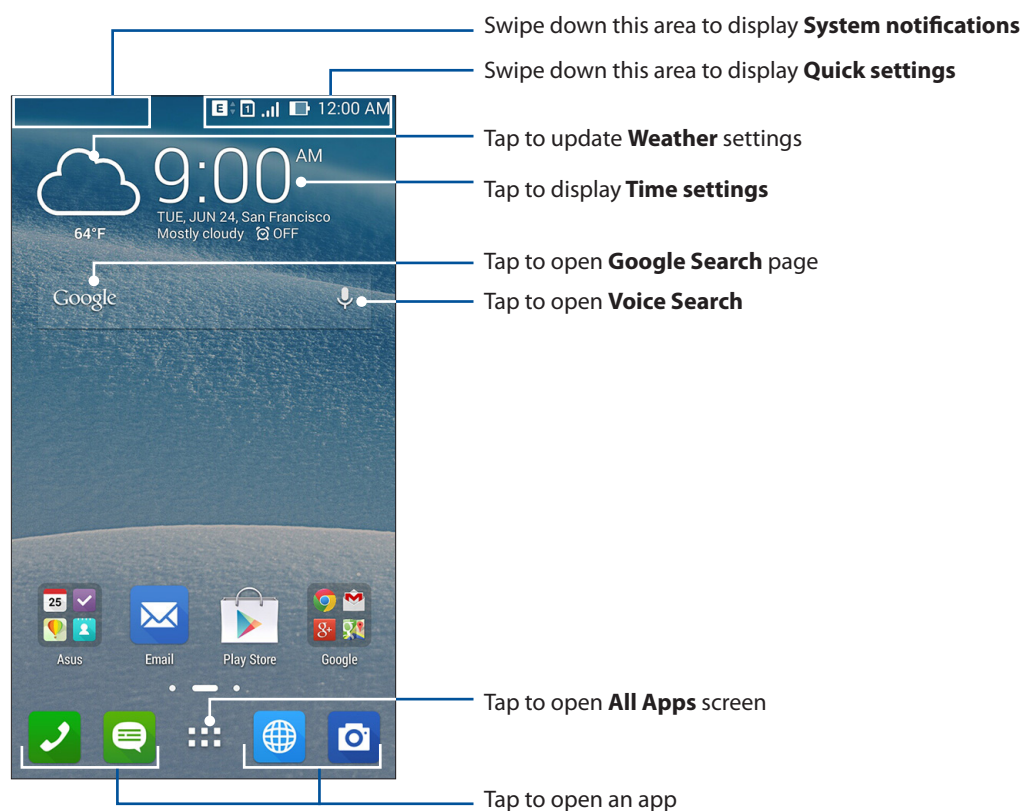 Swipe down this area to display System notifications
Swipe down this area to display Quick settings
E 1 12:00 AM
Tap to update Weather settings
9:00 AM
Tap to display Time settings
TUE, JUN 24, San Francisco
64°F
Mostly cloudy OFF
Tap to open Google Search page
Google
Tap to open Voice Search
25
8+
Asus
Email
Play Store
Google
Tap to open All Apps screen
Tap to open an app